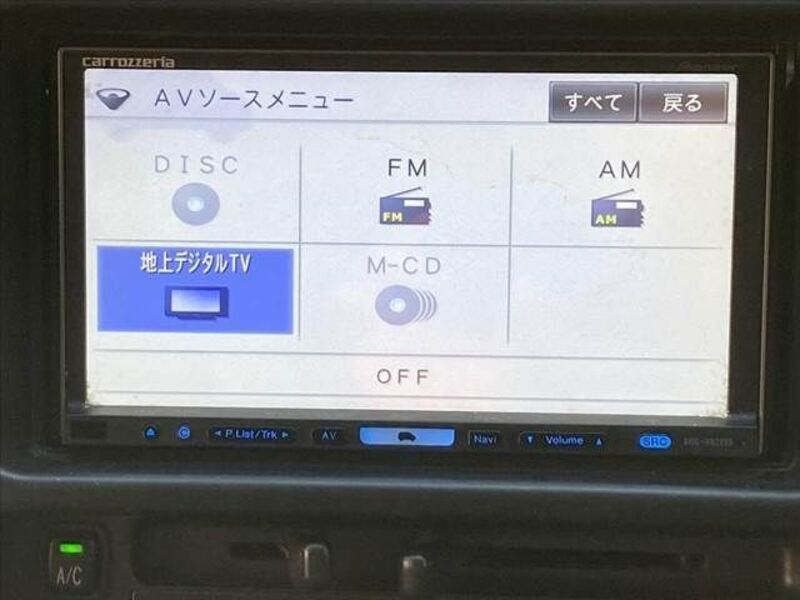 carrozzeria
AVソースメニュー
すべて
戻る
DISC
FM
AM
FM
AM
地上デジタルTV
M-CD
OFF
P.List/Trk
AV
Navi
Volume
SRC
A/C